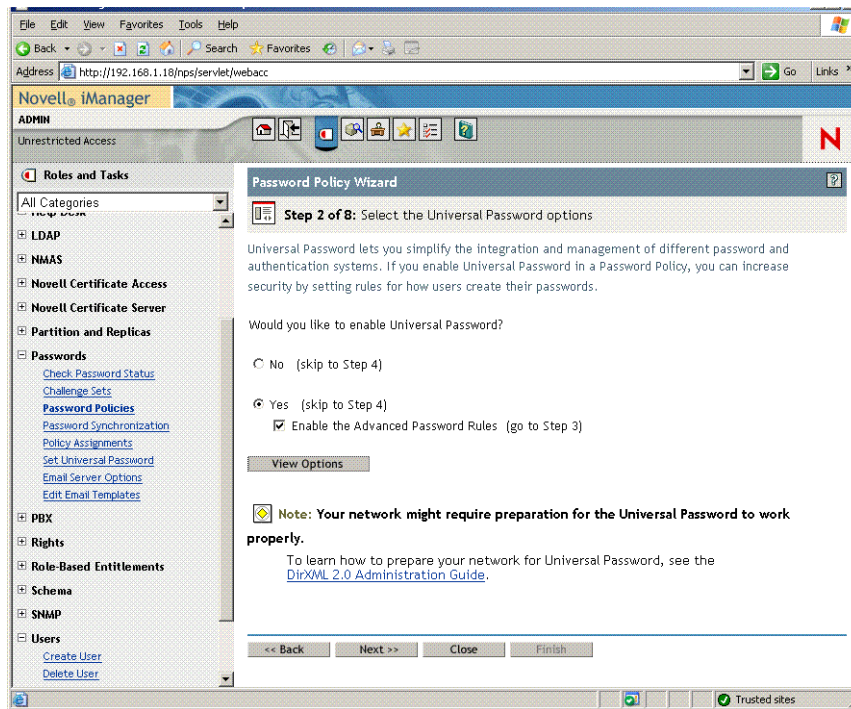 File Edit View Favorites Tools Help
Back Search Favorites
Address http://192.168.1.18/nps/servlet/webacc Go Links »
Novell® iManager
ADMIN
Unrestricted Access
N
Roles and Tasks
All Categories
Help Desk
LDAP
NMAS
Novell Certificate Access
Novell Certificate Server
Partition and Replicas
Passwords
Check Password Status
Challenge Sets
Password Policies
Password Synchronization
Policy Assignments
Set Universal Password
Email Server Options
Edit Email Templates
PBX
Rights
Role-Based Entitlements
Schema
SNMP
Users
Create User
Delete User
Password Policy Wizard ?
Step 2 of 8: Select the Universal Password options
Universal Password lets you simplify the integration and management of different password and
authentication systems. If you enable Universal Password in a Password Policy, you can increase
security by setting rules for how users create their passwords.
Would you like to enable Universal Password?
No (skip to Step 4)
Yes (skip to Step 4)
Enable the Advanced Password Rules (go to Step 3)
View Options
Note: Your network might require preparation for the Universal Password to work
properly.
To learn how to prepare your network for Universal Password, see the
DirXML 2.0 Administration Guide.
<< Back Next >> Close Finish
Trusted sites